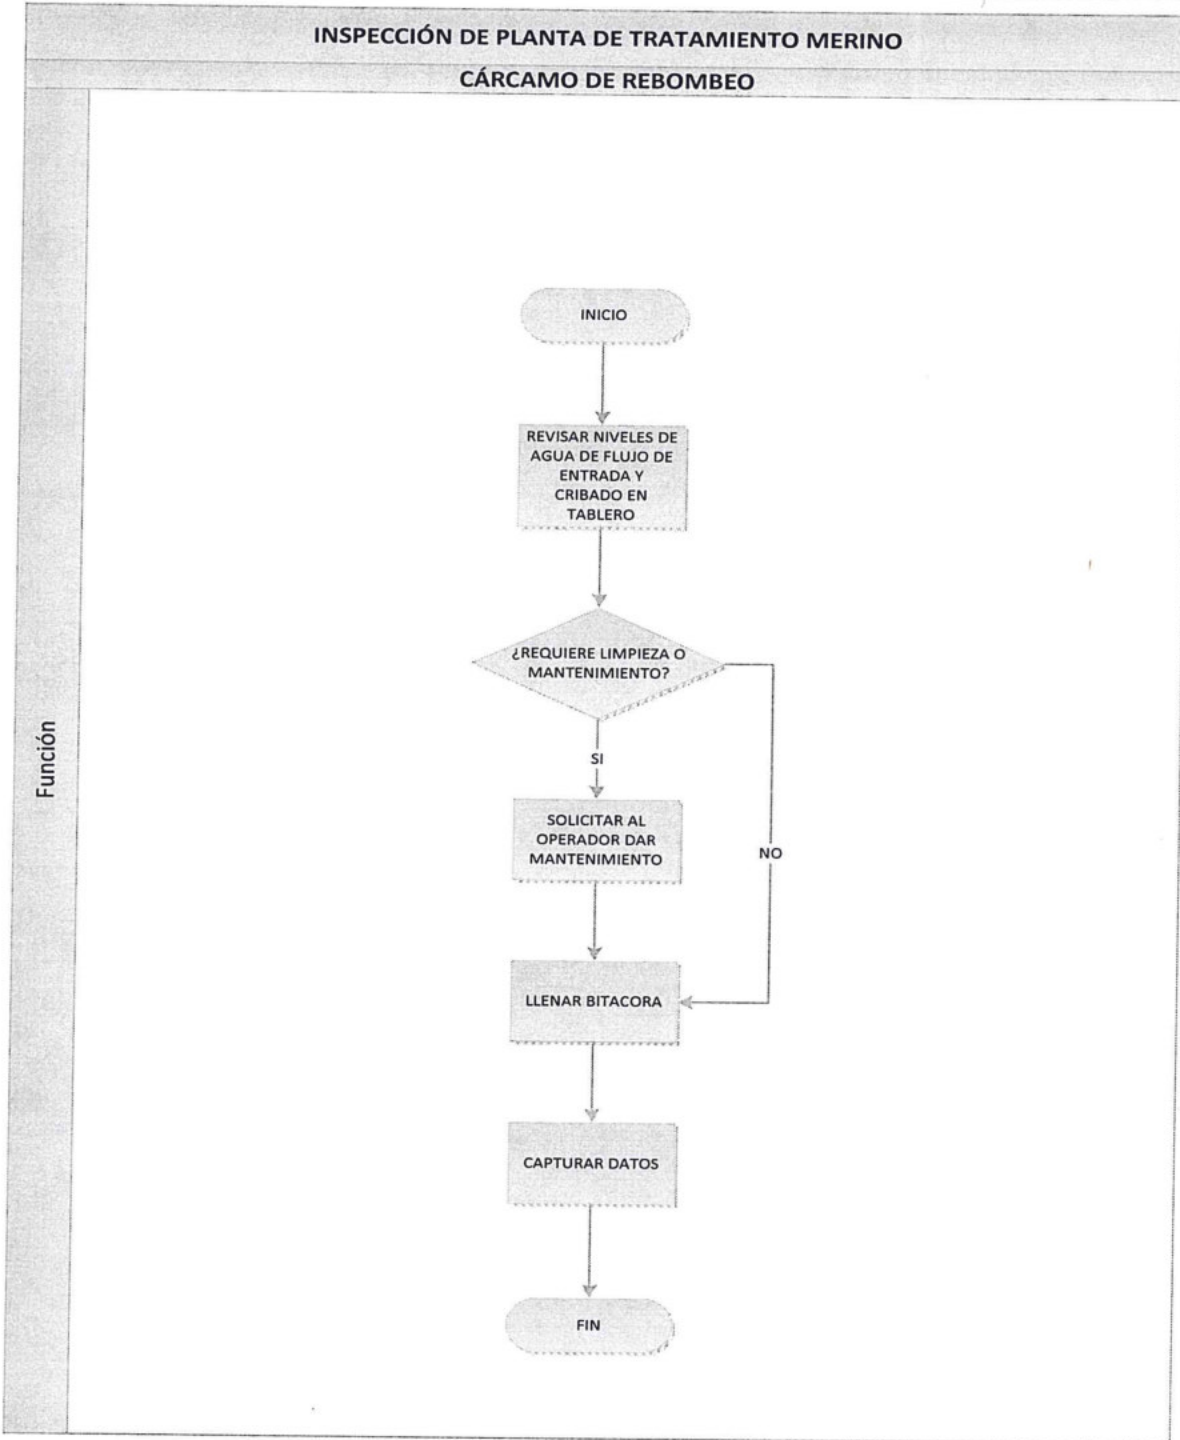 INSPECCIÓN DE PLANTA DE TRATAMIENTO MERINO
CÁRCAMO DE REBOMBEO
Función
INICIO
REVISAR NIVELES DE
AGUA DE FLUJO DE
ENTRADA Y
CRIBADO EN
TABLERO
¿REQUIERE LIMPIEZA O
MANTENIMIENTO?
SI
SOLICITAR AL
OPERADOR DAR
MANTENIMIENTO
NO
LLENAR BITACORA
CAPTURAR DATOS
FIN